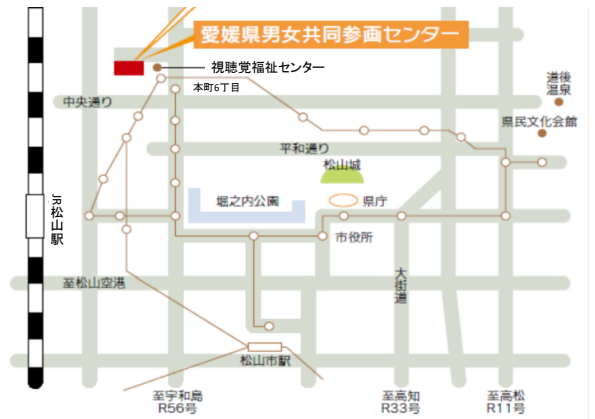 愛媛県男女共同参画センター
視聴覚福祉センター
本町6丁目
道後
温泉
中央通り
県民文化会館
平和通り
松山城
堀之内公園
県庁
JR松山駅
市役所
至松山空港
大街道
松山市駅
至宇和島
R56号
至高知
R33号
至高松
R11号